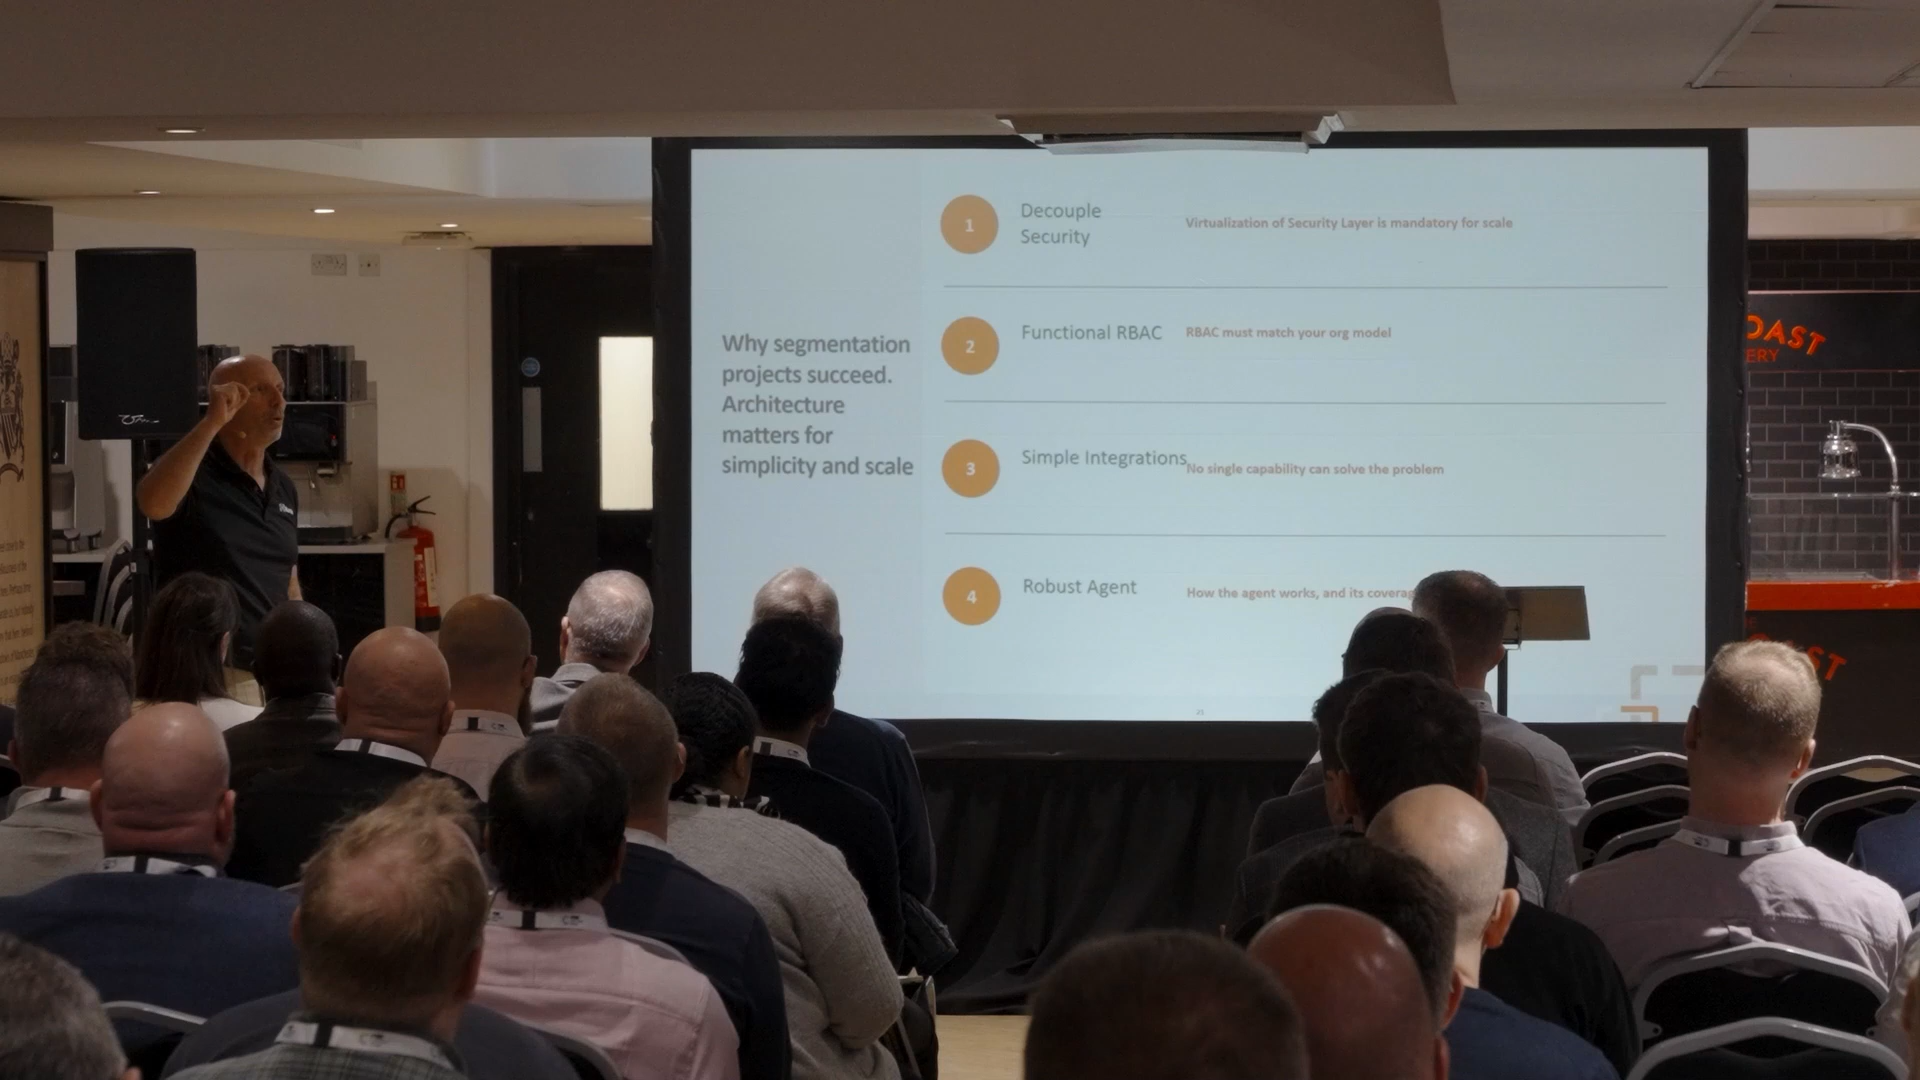 Why segmentation
projects succeed.
Architecture
matters for
simplicity and scale
1
Decouple
Security
Virtualization of Security Layer is mandatory for scale
2
Functional RBAC
RBAC must match your org model
3
Simple Integrations
No single capability can solve the problem
4
Robust Agent
How the agent works, and its
OAST
ERY